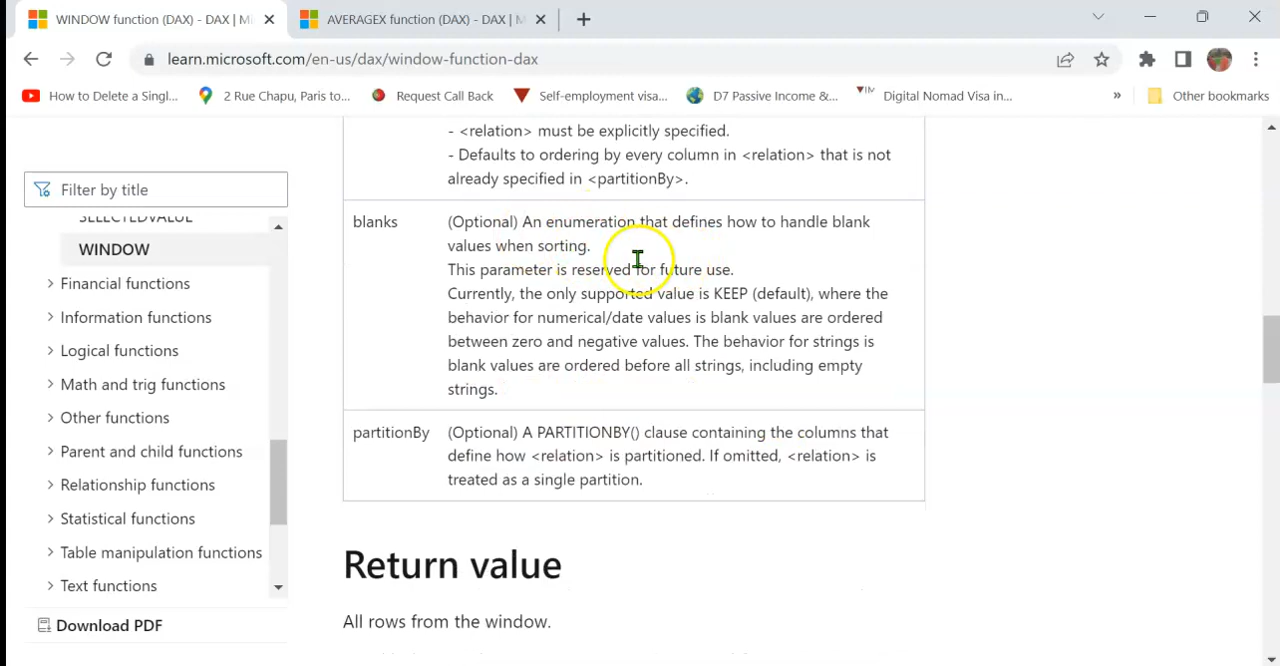 WINDOW function (DAX) - DAX | Mi
AVERAGEX function (DAX) - DAX | M
learn.microsoft.com/en-us/dax/window-function-dax
How to Delete a Singl...
2 Rue Chapu, Paris to...
Request Call Back
Self-employment visa...
D7 Passive Income &...
Digital Nomad Visa in...
»
Other bookmarks
Filter by title
SELECTEDVALUE
WINDOW
Financial functions
Information functions
Logical functions
Math and trig functions
Other functions
Parent and child functions
Relationship functions
Statistical functions
Table manipulation functions
Text functions
Download PDF
- <relation> must be explicitly specified.
- Defaults to ordering by every column in <relation> that is not
already specified in <partitionBy>.
blanks
(Optional) An enumeration that defines how to handle blank
values when sorting.
This parameter is reserved for future use.
Currently, the only supported value is KEEP (default), where the
behavior for numerical/date values is blank values are ordered
between zero and negative values. The behavior for strings is
blank values are ordered before all strings, including empty
strings.
partitionBy
(Optional) A PARTITIONBY() clause containing the columns that
define how <relation> is partitioned. If omitted, <relation> is
treated as a single partition.
Return value
All rows from the window.